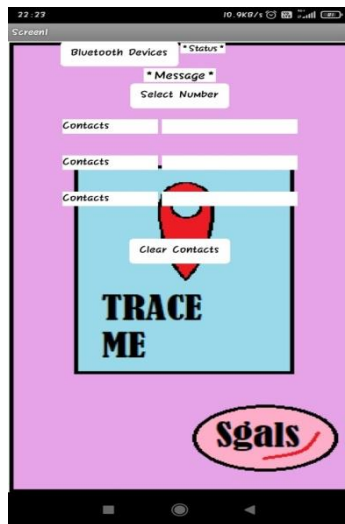 22:23 10.9KB/s
Screen1
Bluetooth Devices *Status*
*Message*
Select Number
Contacts
Contacts
Contacts
Clear Contacts
TRACE
ME
Sgals